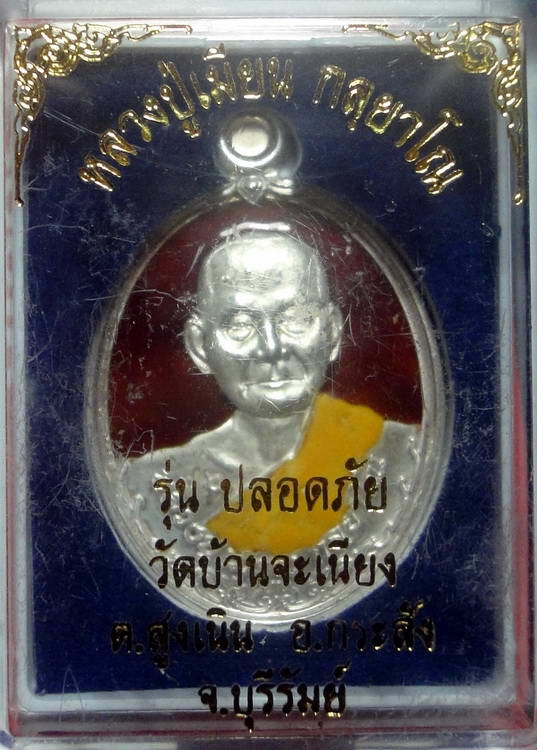 หลวงปู่เมียน กลฺยาโณ
รุ่น ปลอดภัย
วัดบ้านจะเนียง
ต.สูงเนิน อ.กระสัง
จ.บุรีรัมย์